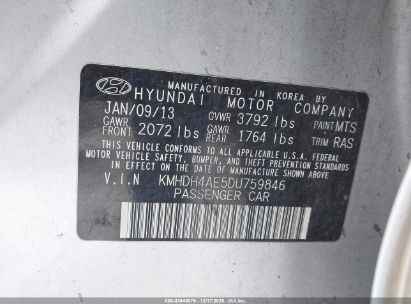 MANUFACTURED IN KOREA BY
HYUNDAI MOTOR COMPANY
JAN/09/13 GVWR 3792 lbs PAINT MTS
GAWR FRONT 2072 lbs GAWR REAR 1764 lbs TRIM RAS
THIS VEHICLE CONFORMS TO ALL APPLICABLE U.S. FEDERAL
MOTOR VEHICLE SAFETY, BUMPER, AND THEFT PREVENTION
STANDARDS IN EFFECT ON THE DATE OF MANUFACTURE SHOWN ABOVE
V.I.N KMHDH4AE5DU759846
PASSENGER CAR